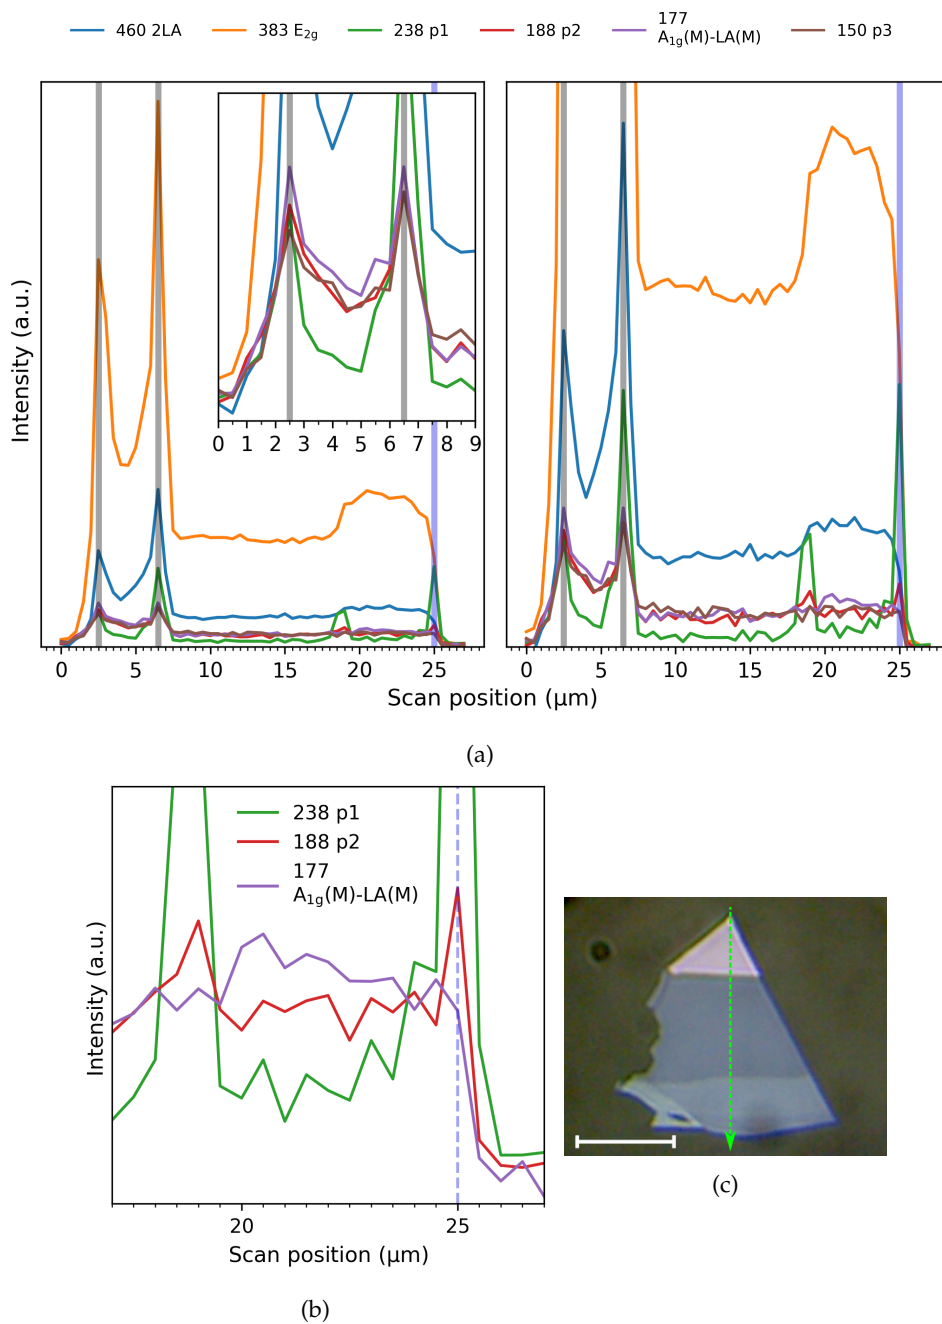 460 2LA
383 E₂g
238 p1
188 p2
177
A₁g(M)-LA(M)
150 p3
Intensity (a.u.)
0 1 2 3 4 5 6 7 8 9
0 5 10 15 20 25
0 5 10 15 20 25
Scan position (μm)
(a)
238 p1
188 p2
177
A₁g(M)-LA(M)
Intensity (a.u.)
20 25
Scan position (μm)
(b)
(c)